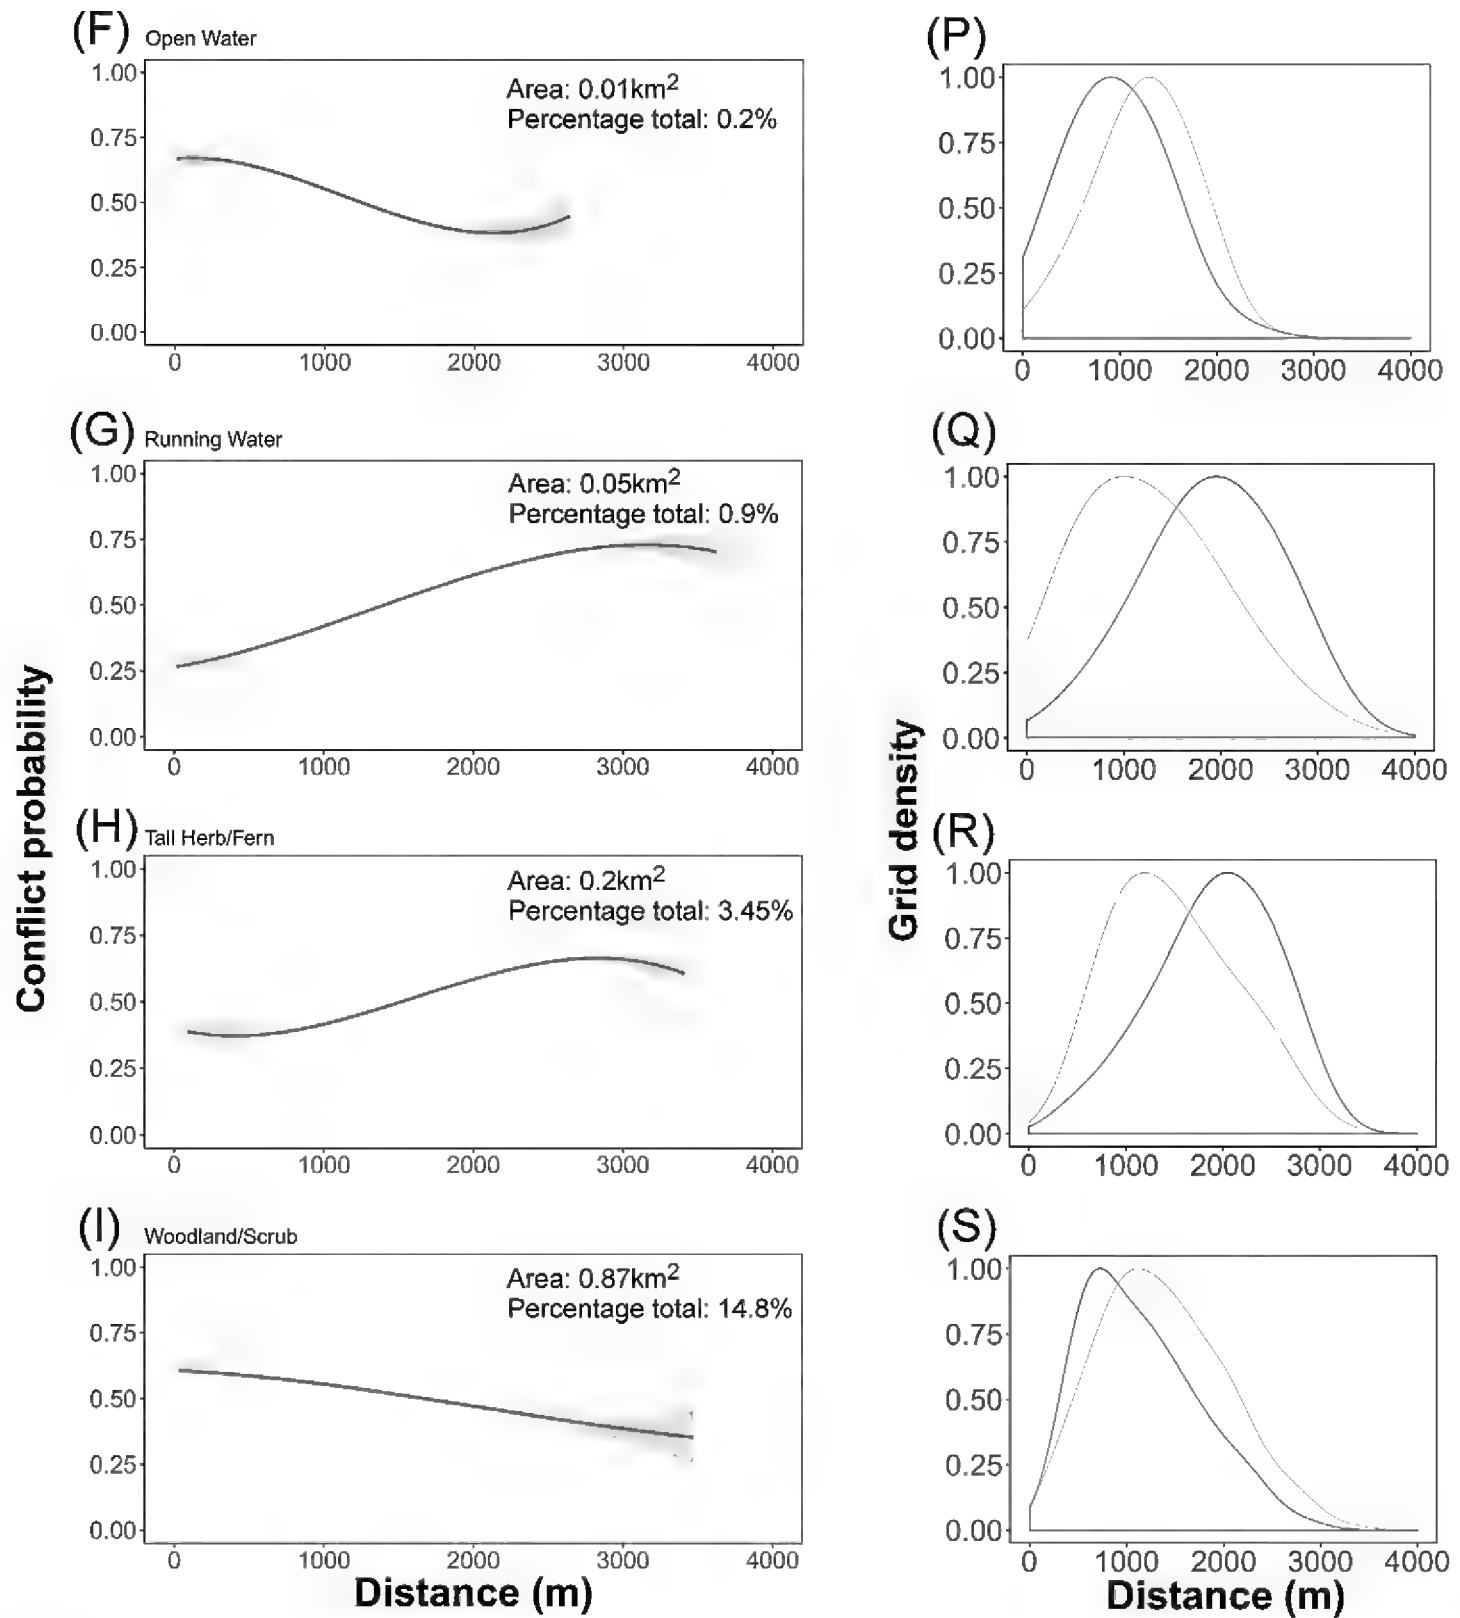 (F) Open Water
Area: 0.01km2
Percentage total: 0.2%
1.00
0.75
0.50
0.25
0.00
0 1000 2000 3000 4000
(P)
1.00
0.75
0.50
0.25
0.00
0 1000 2000 3000 4000
(G) Running Water
Area: 0.05km2
Percentage total: 0.9%
1.00
0.75
0.50
0.25
0.00
0 1000 2000 3000 4000
(Q)
1.00
0.75
0.50
0.25
0.00
0 1000 2000 3000 4000
Conflict probability
Grid density
(H) Tall Herb/Fern
Area: 0.2km2
Percentage total: 3.45%
1.00
0.75
0.50
0.25
0.00
0 1000 2000 3000 4000
(R)
1.00
0.75
0.50
0.25
0.00
0 1000 2000 3000 4000
(I) Woodland/Scrub
Area: 0.87km2
Percentage total: 14.8%
1.00
0.75
0.50
0.25
0.00
0 1000 2000 3000 4000
Distance (m)
(S)
1.00
0.75
0.50
0.25
0.00
0 1000 2000 3000 4000
Distance (m)